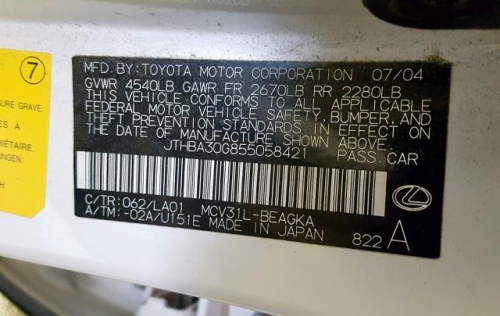 7
SURE GRAVE.
MFD. BY: TOYOTA MOTOR CORPORATION 07/04
GVWR 4540LB GAWR FR 2670LB RR 2280LB
THIS VEHICLE CONFORMS TO ALL APPLICABLE
FEDERAL MOTOR VEHICLE SAFETY, BUMPER, AND
THEFT PREVENTION STANDARDS IN EFFECT ON
THE DATE OF MANUFACTURE SHOWN ABOVE.
JTHBA30G855058421 PASS. CAR
C/TR: 062/LA01 MCV31L-BEAGKA
A/TM: -02A/U151E MADE IN JAPAN
822 A